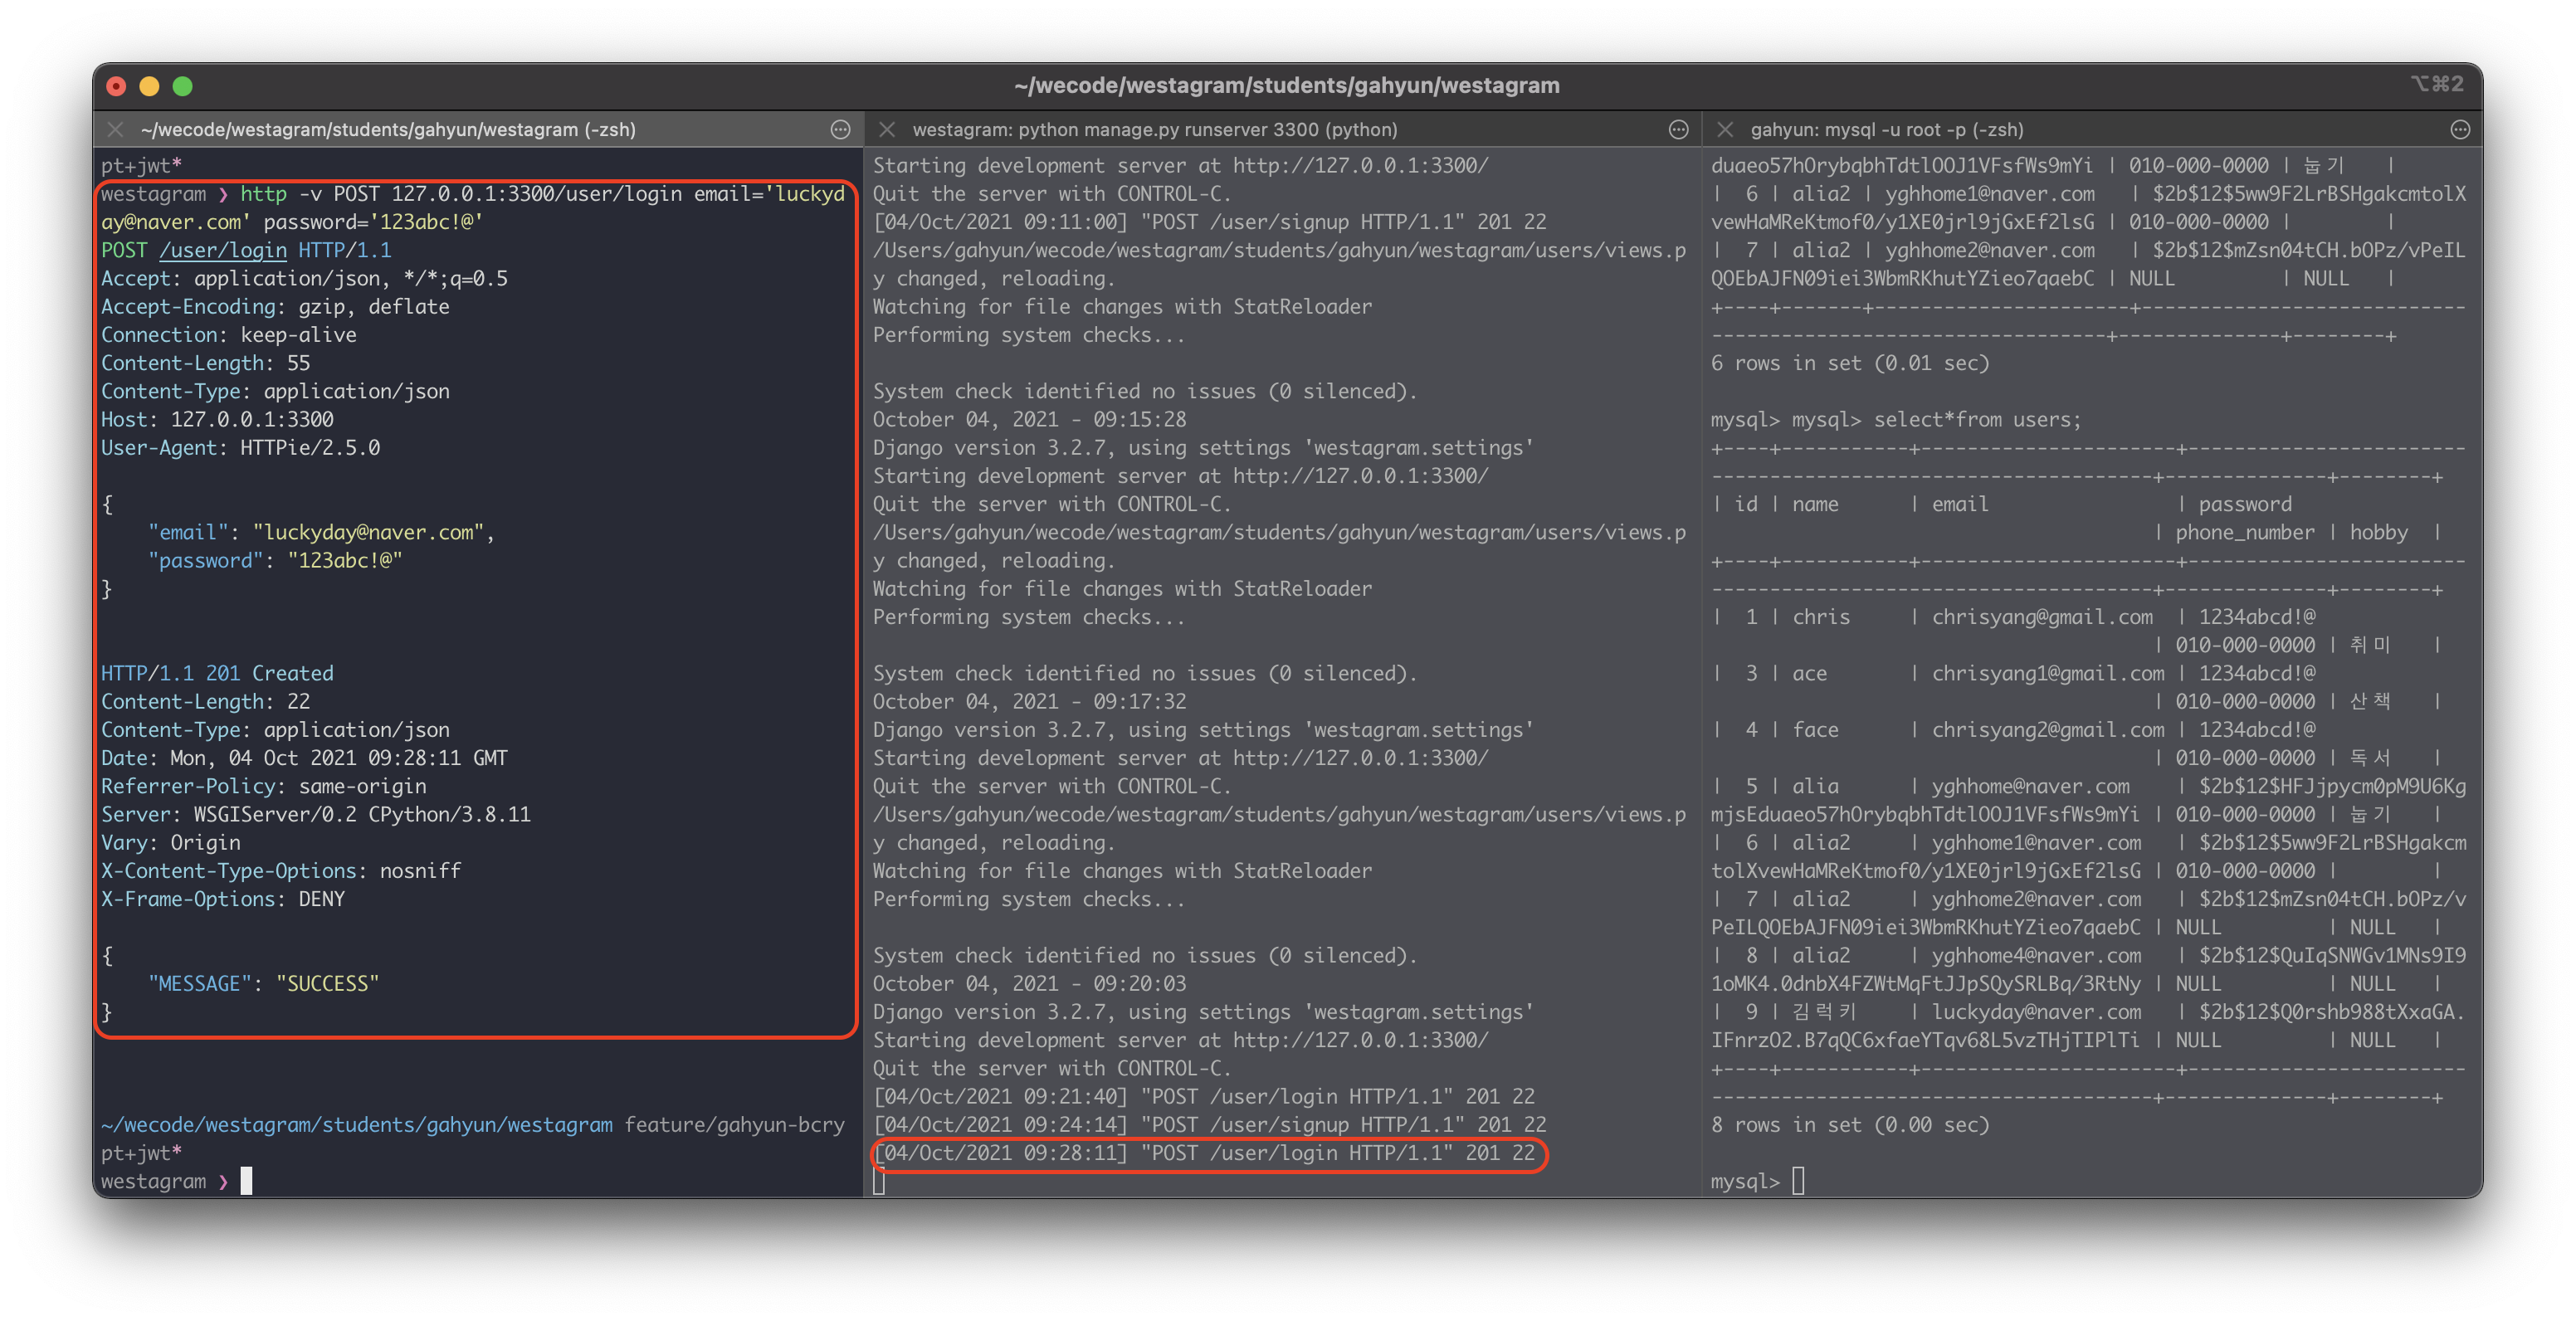 ~/wecode/westagram/students/gahyun/westagram
⌥⌘2
~/wecode/westagram/students/gahyun/westagram (-zsh)
pt+jwt*
westagram ❯ http -v POST 127.0.0.1:3300/user/login email='luckyd
ay@naver.com' password='123abc!@'
POST /user/login HTTP/1.1
Accept: application/json, */*;q=0.5
Accept-Encoding: gzip, deflate
Connection: keep-alive
Content-Length: 55
Content-Type: application/json
Host: 127.0.0.1:3300
User-Agent: HTTPie/2.5.0
{
"email": "luckyday@naver.com",
"password": "123abc!@"
}
HTTP/1.1 201 Created
Content-Length: 22
Content-Type: application/json
Date: Mon, 04 Oct 2021 09:28:11 GMT
Referrer-Policy: same-origin
Server: WSGIServer/0.2 CPython/3.8.11
Vary: Origin
X-Content-Type-Options: nosniff
X-Frame-Options: DENY
{
"MESSAGE": "SUCCESS"
}
~/wecode/westagram/students/gahyun/westagram feature/gahyun-bcry
pt+jwt*
westagram ❯
westagram: python manage.py runserver 3300 (python)
Starting development server at http://127.0.0.1:3300/
Quit the server with CONTROL-C.
[04/Oct/2021 09:11:00] "POST /user/signup HTTP/1.1" 201 22
/Users/gahyun/wecode/westagram/students/gahyun/westagram/users/views.p
y changed, reloading.
Watching for file changes with StatReloader
Performing system checks...
System check identified no issues (0 silenced).
October 04, 2021 - 09:15:28
Django version 3.2.7, using settings 'westagram.settings'
Starting development server at http://127.0.0.1:3300/
Quit the server with CONTROL-C.
/Users/gahyun/wecode/westagram/students/gahyun/westagram/users/views.p
y changed, reloading.
Watching for file changes with StatReloader
Performing system checks...
System check identified no issues (0 silenced).
October 04, 2021 - 09:17:32
Django version 3.2.7, using settings 'westagram.settings'
Starting development server at http://127.0.0.1:3300/
Quit the server with CONTROL-C.
/Users/gahyun/wecode/westagram/students/gahyun/westagram/users/views.p
y changed, reloading.
Watching for file changes with StatReloader
Performing system checks...
System check identified no issues (0 silenced).
October 04, 2021 - 09:20:03
Django version 3.2.7, using settings 'westagram.settings'
Starting development server at http://127.0.0.1:3300/
Quit the server with CONTROL-C.
[04/Oct/2021 09:21:40] "POST /user/login HTTP/1.1" 201 22
[04/Oct/2021 09:24:14] "POST /user/signup HTTP/1.1" 201 22
[04/Oct/2021 09:28:11] "POST /user/login HTTP/1.1" 201 22
gahyun: mysql -u root -p (-zsh)
duaeo57hOrybqbhTdtlOOJ1VFsfWs9mYi | 010-000-0000 | 눕기 |
| 6 | alia2 | yghhome1@naver.com | $2b$12$5ww9F2LrBSHgakcmtolX
vewHaMReKtmof0/y1XE0jrl9jGxEf2lsG | 010-000-0000 | |
| 7 | alia2 | yghhome2@naver.com | $2b$12$mZsn04tCH.bOPz/vPeIL
QOEbAJFN09iei3WbmRKhutYZieo7qaebC | NULL | NULL |
+----+-------+----------------------+----------------------------
----------------------------------+--------------+--------+
6 rows in set (0.01 sec)
mysql> mysql> select*from users;
+----+-----------+----------------------+------------------------
--------------------------------------+--------------+--------+
| id | name | email | password
| phone_number | hobby |
+----+-----------+----------------------+------------------------
--------------------------------------+--------------+--------+
| 1 | chris | chrisyang@gmail.com | 1234abcd!@
| 010-000-0000 | 취미 |
| 3 | ace | chrisyang1@gmail.com | 1234abcd!@
| 010-000-0000 | 산책 |
| 4 | face | chrisyang2@gmail.com | 1234abcd!@
| 010-000-0000 | 독서 |
| 5 | alia | yghhome@naver.com | $2b$12$HFJjpycm0pM9U6Kg
mjsEduaeo57hOrybqbhTdtlOOJ1VFsfWs9mYi | 010-000-0000 | 눕기 |
| 6 | alia2 | yghhome1@naver.com | $2b$12$5ww9F2LrBSHgakcm
tolXvewHaMReKtmof0/y1XE0jrl9jGxEf2lsG | 010-000-0000 | |
| 7 | alia2 | yghhome2@naver.com | $2b$12$mZsn04tCH.bOPz/v
PeILQOEbAJFN09iei3WbmRKhutYZieo7qaebC | NULL | NULL |
| 8 | alia2 | yghhome4@naver.com | $2b$12$QuIqSNWGv1MNs9I9
1oMK4.0dnbX4FZWtMqFtJJpSQySRLBq/3RtNy | NULL | NULL |
| 9 | 김럭키 | luckyday@naver.com | $2b$12$Q0rshb988tXxaGA.
IFnrzO2.B7qQC6xfaeYTqv68L5vzTHjTIPlTi | NULL | NULL |
+----+-----------+----------------------+------------------------
--------------------------------------+--------------+--------+
8 rows in set (0.00 sec)
mysql>